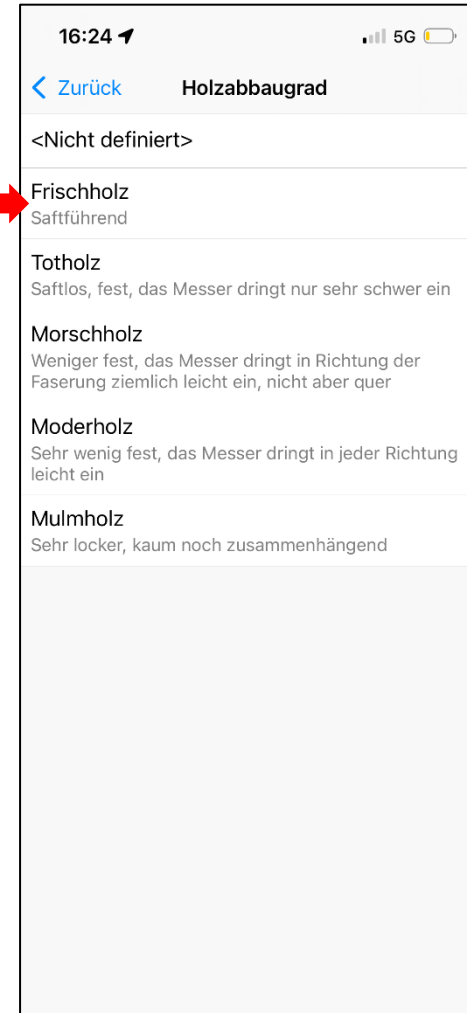 16:24
5G
Zurück
Holzabbaugrad
<Nicht definiert>
Frischholz
Saftführend
Totholz
Saftlos, fest, das Messer dringt nur sehr schwer ein
Morschholz
Weniger fest, das Messer dringt in Richtung der
Faserung ziemlich leicht ein, nicht aber quer
Moderholz
Sehr wenig fest, das Messer dringt in jeder Richtung
leicht ein
Mulmholz
Sehr locker, kaum noch zusammenhängend